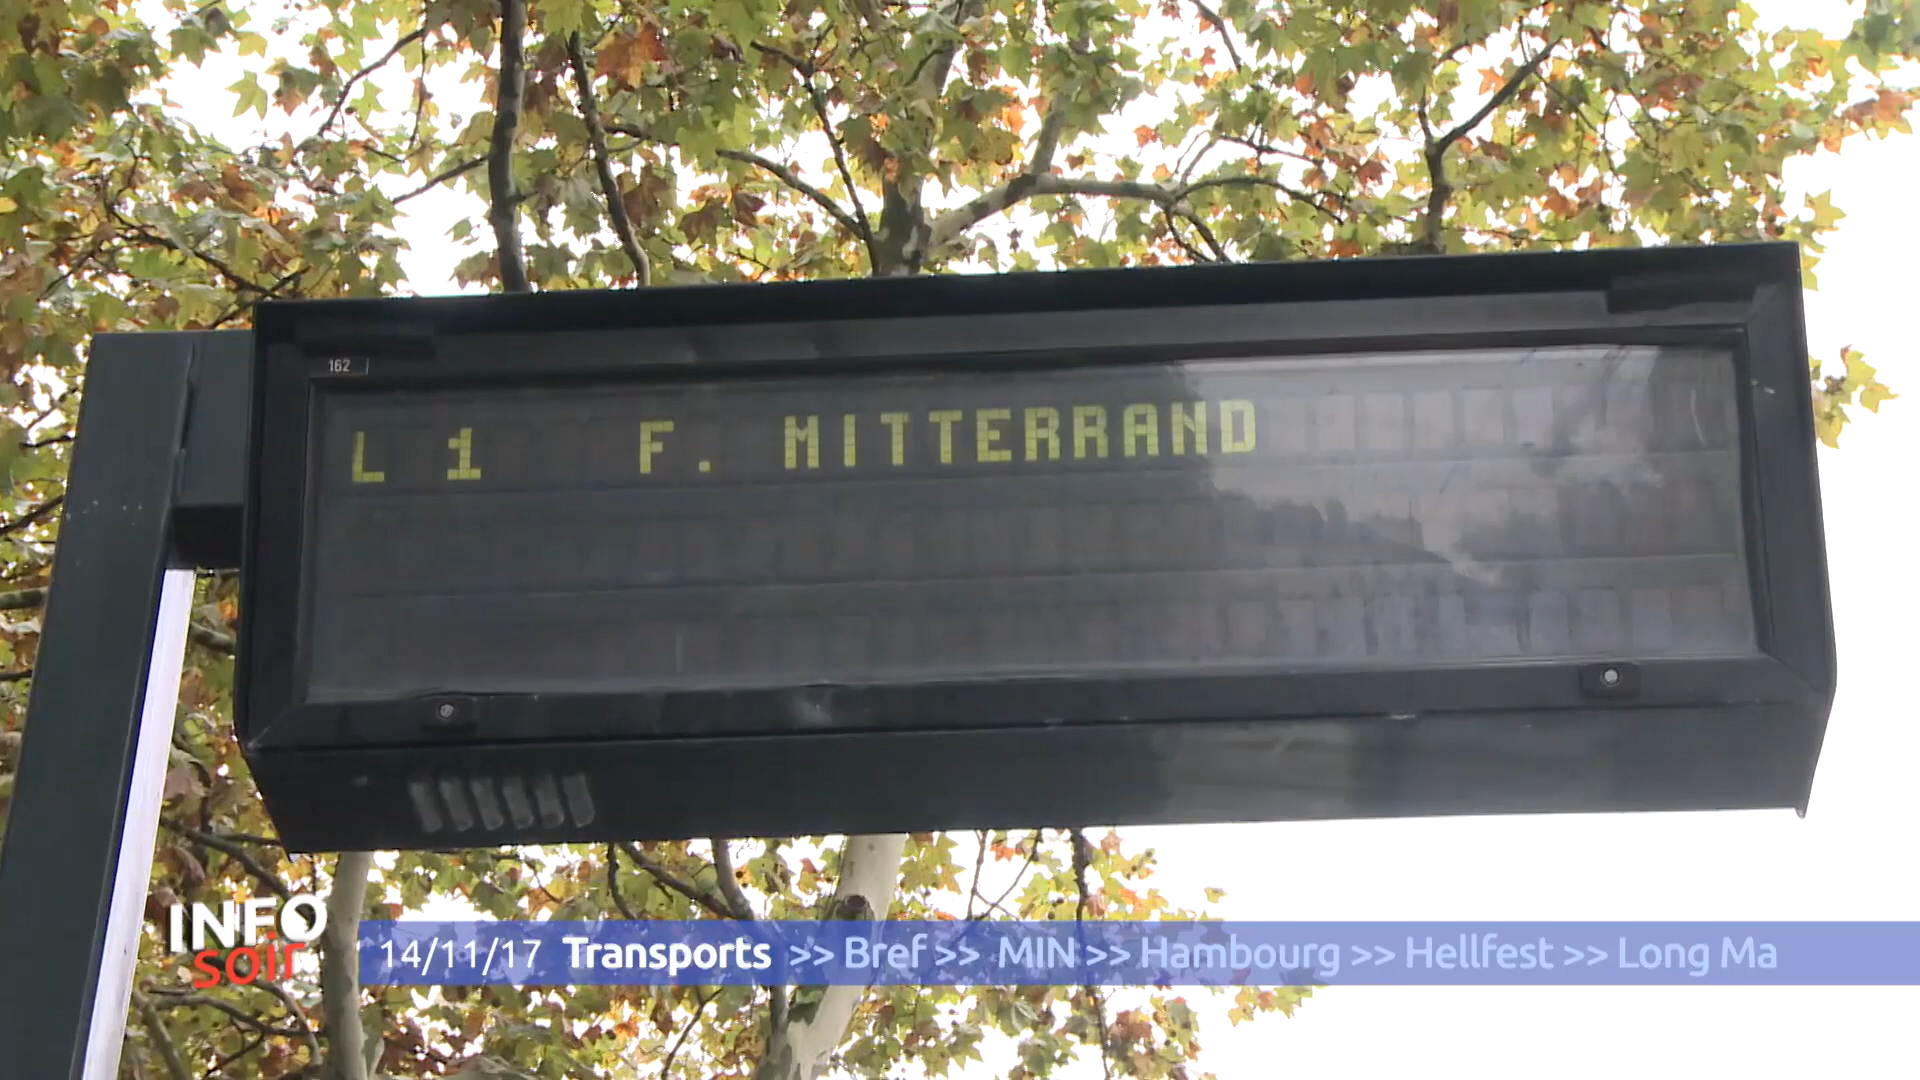 162
L 1 F. MITTERRAND
INFO
soir
14/11/17 Transports >> Bref >> MIN >> Hambourg >> Hellfest >> Long Ma